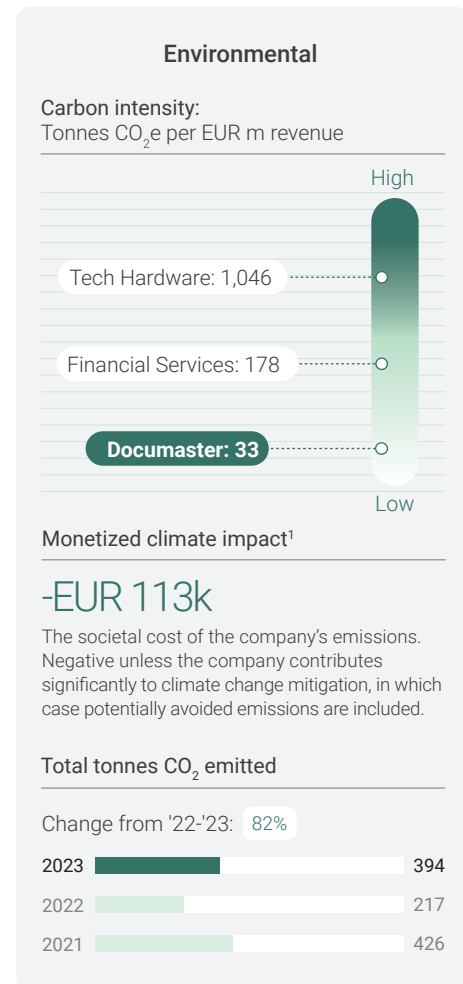 Environmental
Carbon intensity:
Tonnes CO₂e per EUR m revenue
High
Tech Hardware: 1,046
Financial Services: 178
Documaster: 33
Low
Monetized climate impact¹
-EUR 113k
The societal cost of the company's emissions.
Negative unless the company contributes
significantly to climate change mitigation, in which
case potentially avoided emissions are included.
Total tonnes CO₂ emitted
Change from '22-'23: 82%
2023 394
2022 217
2021 426